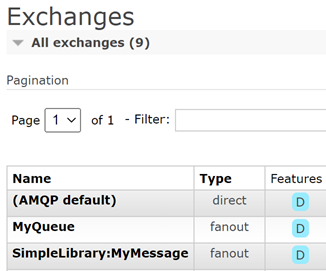 Exchanges
All exchanges (9)
Pagination
Page 1 of 1 - Filter:
Name Type Features
(AMQP default) direct D
MyQueue fanout D
SimpleLibrary:MyMessage fanout D